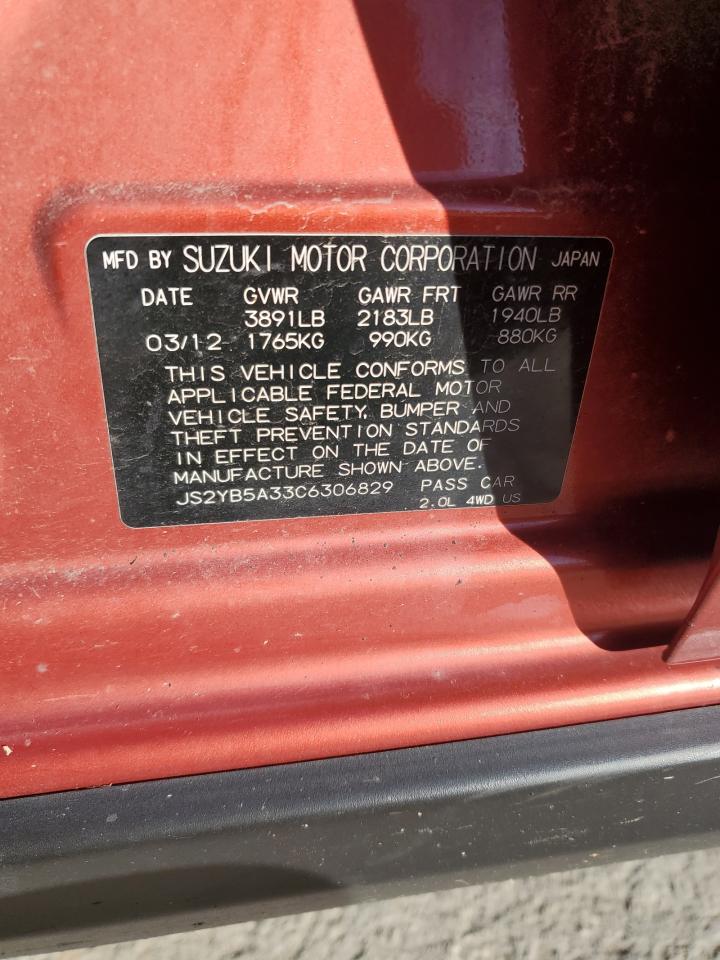 MFD BY SUZUKI MOTOR CORPORATION JAPAN
DATE GVWR GAWR FRT GAWR RR
3891LB 2183LB 1940LB
03/12 1765KG 990KG 880KG
THIS VEHICLE CONFORMS TO ALL
APPLICABLE FEDERAL MOTOR
VEHICLE SAFETY, BUMPER AND
THEFT PREVENTION STANDARDS
IN EFFECT ON THE DATE OF
MANUFACTURE SHOWN ABOVE.
JS2YB5A33C6306829 PASS CAR
2.0L 4WD US